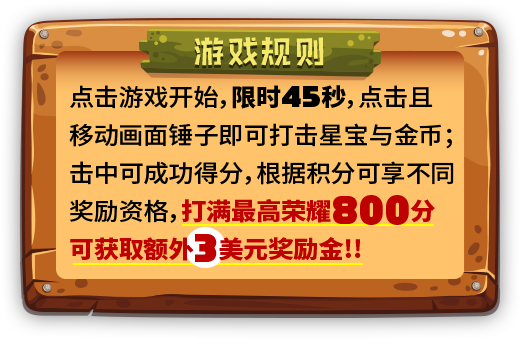 游戏规则
点击游戏开始,限时45秒,点击且
移动画面锤子即可打击星宝与金币;
击中可成功得分,根据积分可享不同
奖励资格,打满最高荣耀800分
可获取额外3美元奖励金!!